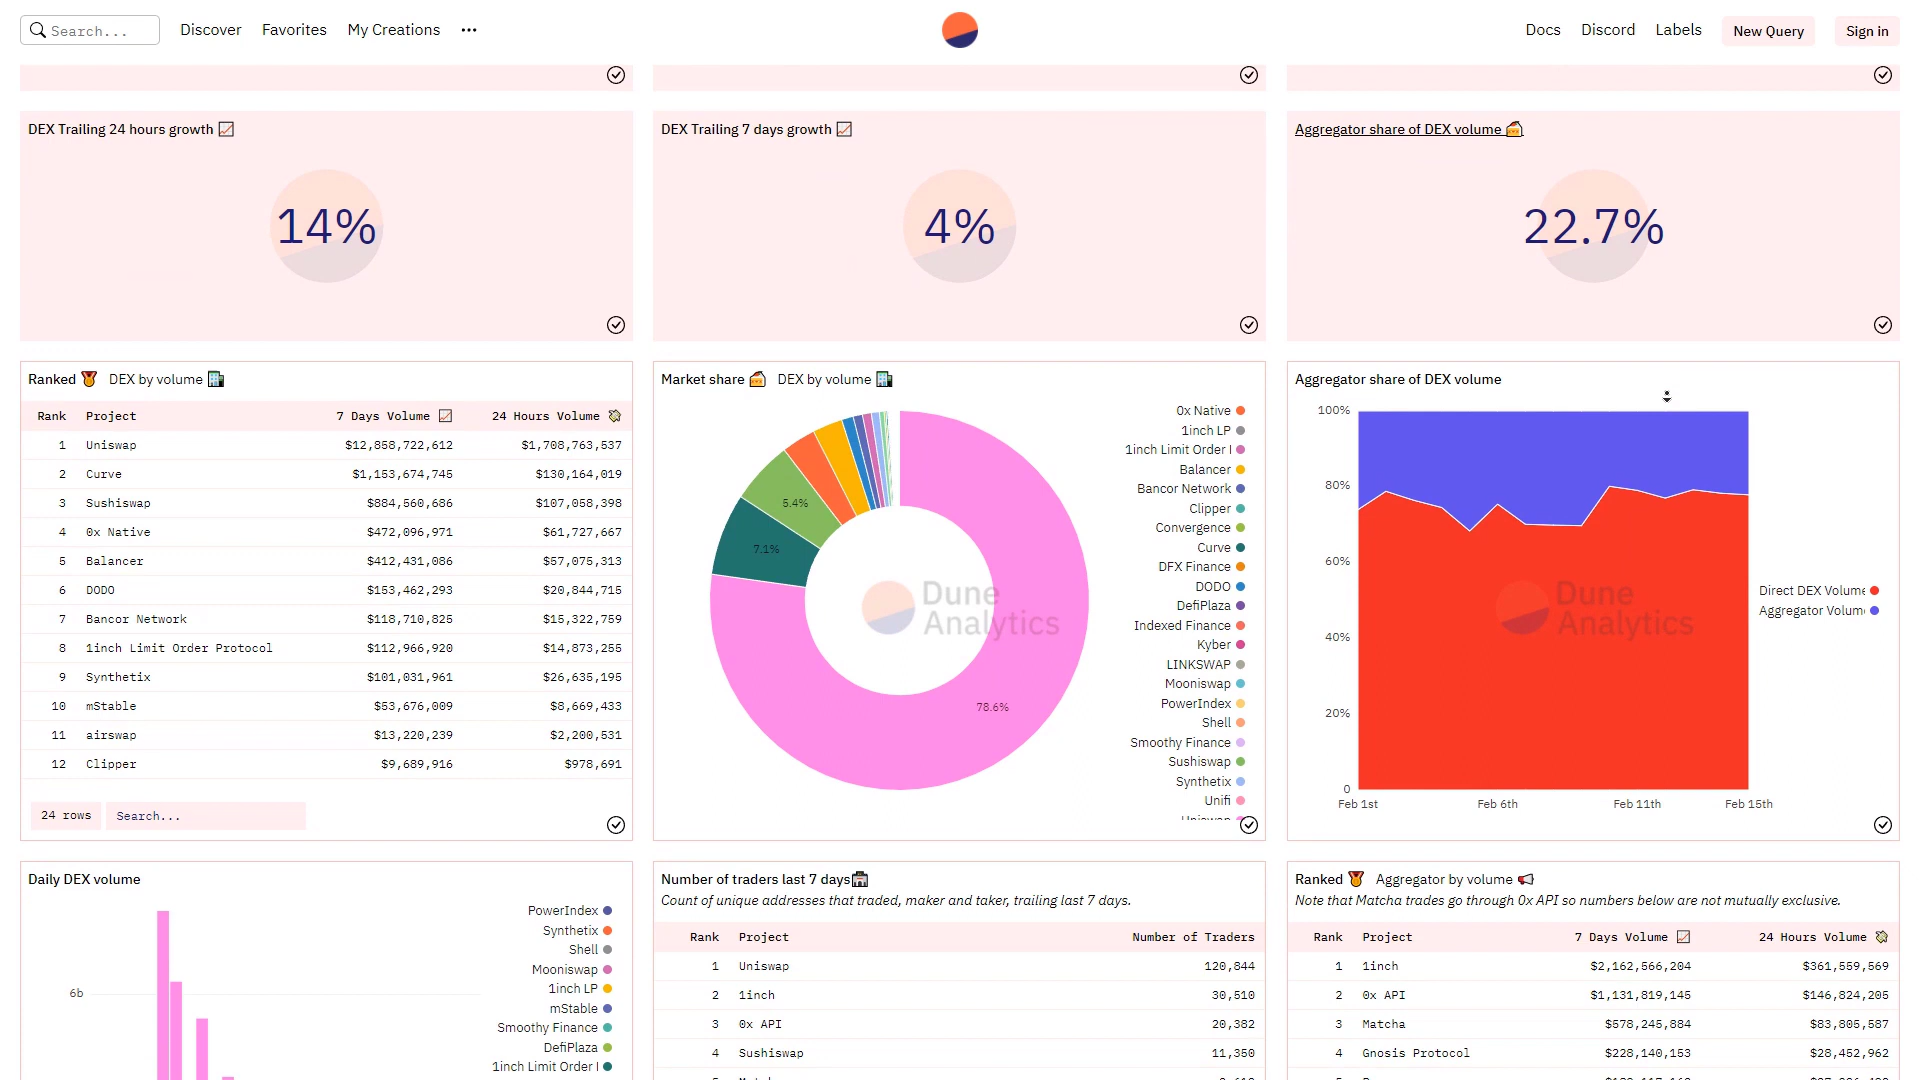 Search...
Discover
Favorites
My Creations
Docs
Discord
Labels
New Query
Sign in
DEX Trailing 24 hours growth 📈
14%
DEX Trailing 7 days growth 📈
4%
Aggregator share of DEX volume 🍰
22.7%
Ranked 🏅 DEX by volume 🏢
Rank Project 7 Days Volume 📈 24 Hours Volume 💸
1 Uniswap $12,858,722,612 $1,708,763,537
2 Curve $1,153,674,745 $130,164,019
3 Sushiswap $884,560,686 $107,058,398
4 0x Native $472,096,971 $61,727,667
5 Balancer $412,431,086 $57,075,313
6 DODO $153,462,293 $20,844,715
7 Bancor Network $118,710,825 $15,322,759
8 1inch Limit Order Protocol $112,966,920 $14,873,255
9 Synthetix $101,031,961 $26,635,195
10 mStable $53,676,009 $8,669,433
11 airswap $13,220,239 $2,200,531
12 Clipper $9,689,916 $978,691
24 rows
Search...
Market share 🍰 DEX by volume 🏢
5.4%
7.1%
78.6%
Dune
Analytics
0x Native
1inch LP
1inch Limit Order
Balancer
Bancor Network
Clipper
Convergence
Curve
DFX Finance
DODO
DefiPlaza
Indexed Finance
Kyber
LINKSWAP
Mooniswap
PowerIndex
Shell
Smoothy Finance
Sushiswap
Synthetix
Unifi
Aggregator share of DEX volume
100%
80%
60%
40%
20%
0
Feb 1st
Feb 6th
Feb 11th
Feb 15th
Dune
Analytics
Direct DEX Volume
Aggregator Volum
Daily DEX volume
6b
PowerIndex
Synthetix
Shell
Mooniswap
1inch LP
mStable
Smoothy Finance
DefiPlaza
1inch Limit Order
Number of traders last 7 days🏫
Count of unique addresses that traded, maker and taker, trailing last 7 days.
Rank Project Number of Traders
1 Uniswap 120,844
2 1inch 30,510
3 0x API 20,382
4 Sushiswap 11,350
Ranked 🏅 Aggregator by volume 📢
Note that Matcha trades go through 0x API so numbers below are not mutually exclusive.
Rank Project 7 Days Volume 📈 24 Hours Volume 💸
1 1inch $2,162,566,204 $361,559,569
2 0x API $1,131,819,145 $146,824,205
3 Matcha $578,245,884 $83,805,587
4 Gnosis Protocol $228,140,153 $28,452,962